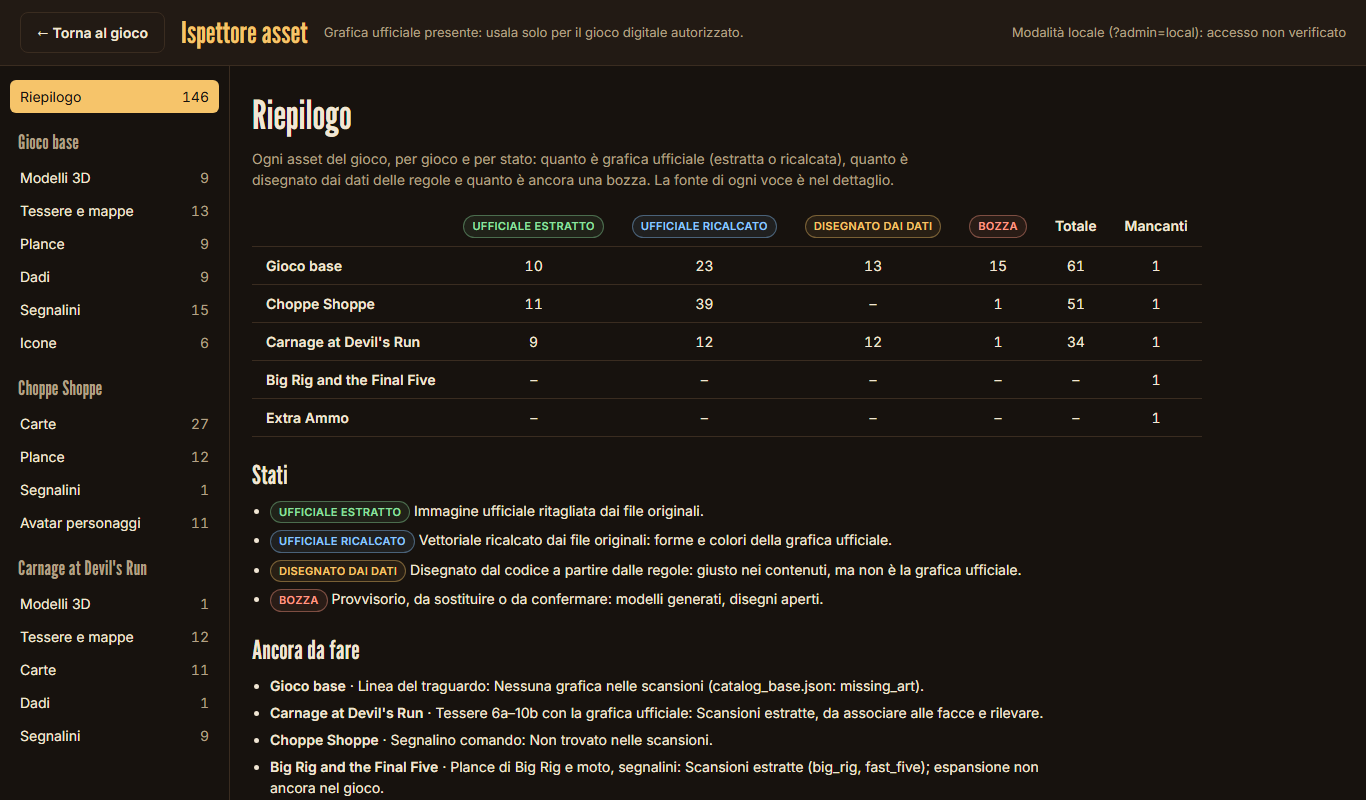 ← Torna al gioco
Ispettore asset
Grafica ufficiale presente: usala solo per il gioco digitale autorizzato.
Modalità locale (?admin=local): accesso non verificato
Riepilogo 146
Gioco base
Modelli 3D 9
Tessere e mappe 13
Plance 9
Dadi 9
Segnalini 15
Icone 6
Choppe Shoppe
Carte 27
Plance 12
Segnalini 1
Avatar personaggi 11
Carnage at Devil's Run
Modelli 3D 1
Tessere e mappe 12
Carte 11
Dadi 1
Segnalini 9
Riepilogo
Ogni asset del gioco, per gioco e per stato: quanto è grafica ufficiale (estratta o ricalcata), quanto è
disegnato dai dati delle regole e quanto è ancora una bozza. La fonte di ogni voce è nel dettaglio.
UFFICIALE ESTRATTO UFFICIALE RICALCATO DISEGNATO DAI DATI BOZZA Totale Mancanti
Gioco base 10 23 13 15 61 1
Choppe Shoppe 11 39 – 1 51 1
Carnage at Devil's Run 9 12 12 1 34 1
Big Rig and the Final Five – – – – – 1
Extra Ammo – – – – – 1
Stati
• UFFICIALE ESTRATTO Immagine ufficiale ritagliata dai file originali.
• UFFICIALE RICALCATO Vettoriale ricalcato dai file originali: forme e colori della grafica ufficiale.
• DISEGNATO DAI DATI Disegnato dal codice a partire dalle regole: giusto nei contenuti, ma non è la grafica ufficiale.
• BOZZA Provvisorio, da sostituire o da confermare: modelli generati, disegni aperti.
Ancora da fare
• Gioco base · Linea del traguardo: Nessuna grafica nelle scansioni (catalog_base.json: missing_art).
• Carnage at Devil's Run · Tessere 6a–10b con la grafica ufficiale: Scansioni estratte, da associare alle facce e rilevare.
• Choppe Shoppe · Segnalino comando: Non trovato nelle scansioni.
• Big Rig and the Final Five · Plance di Big Rig e moto, segnalini: Scansioni estratte (big_rig, fast_five); espansione non
ancora nel gioco.